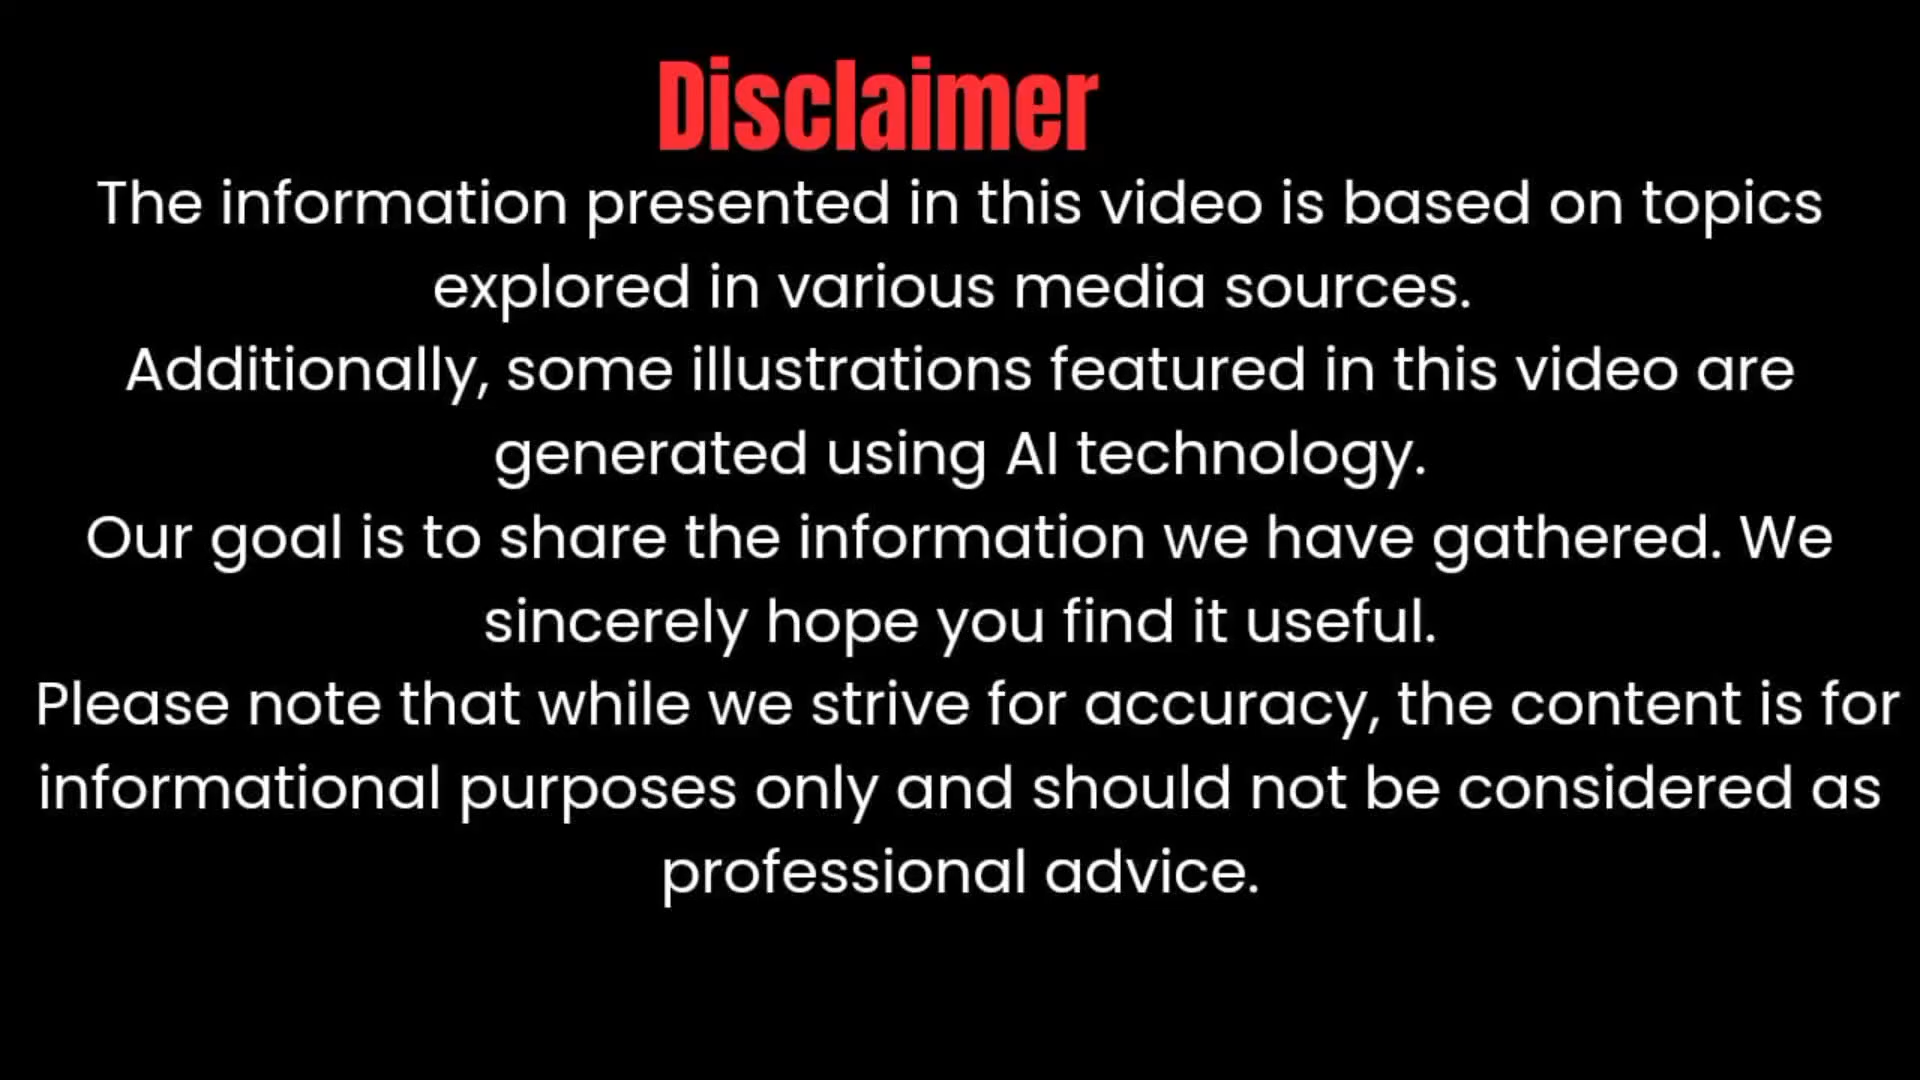 Disclaimer
The information presented in this video is based on topics
explored in various media sources.
Additionally, some illustrations featured in this video are
generated using AI technology.
Our goal is to share the information we have gathered. We
sincerely hope you find it useful.
Please note that while we strive for accuracy, the content is for
informational purposes only and should not be considered as
professional advice.